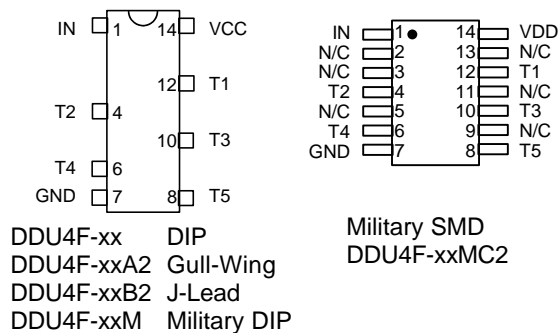 IN 1 14 VCC
12 T1
T2 4
10 T3
T4 6
GND 7 8 T5
DDU4F-xx DIP
DDU4F-xxA2 Gull-Wing
DDU4F-xxB2 J-Lead
DDU4F-xxM Military DIP
IN 1 14 VDD
N/C 2 13 N/C
N/C 3 12 T1
T2 4 11 N/C
N/C 5 10 T3
T4 6 9 N/C
GND 7 8 T5
Military SMD
DDU4F-xxMC2